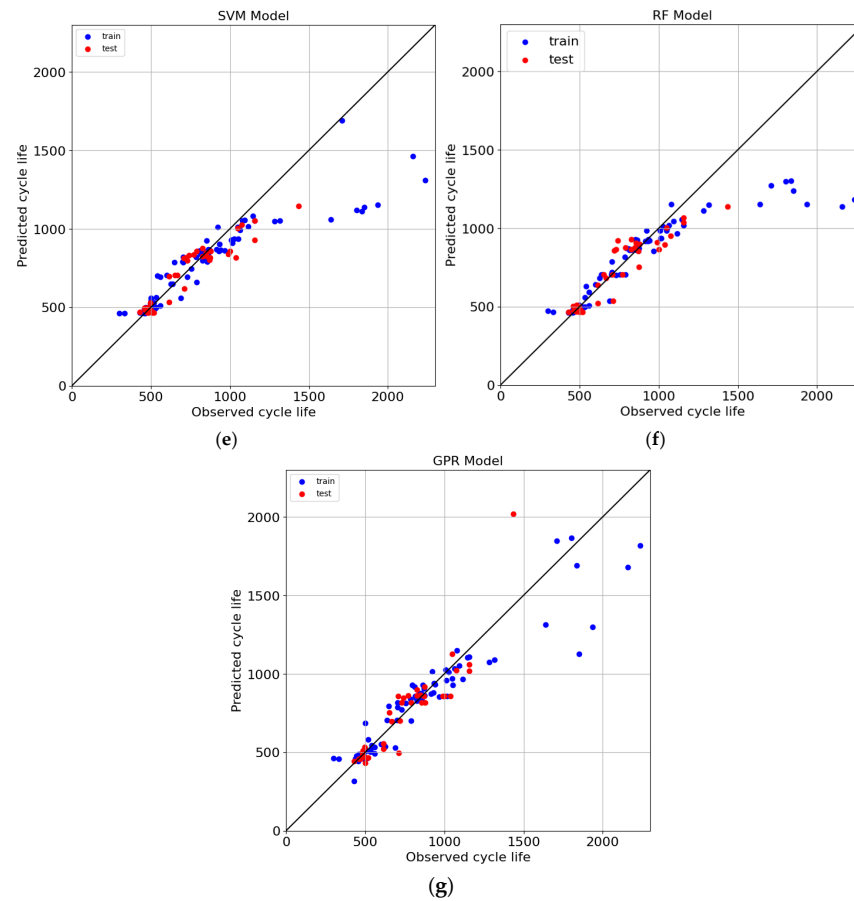 SVM Model
train
test
2000
1500
1000
500
0
Predicted cycle life
0 500 1000 1500 2000
Observed cycle life
(e)
RF Model
train
test
2000
1500
1000
500
0
Predicted cycle life
0 500 1000 1500 2000
Observed cycle life
(f)
GPR Model
train
test
2000
1500
1000
500
0
Predicted cycle life
0 500 1000 1500 2000
Observed cycle life
(g)